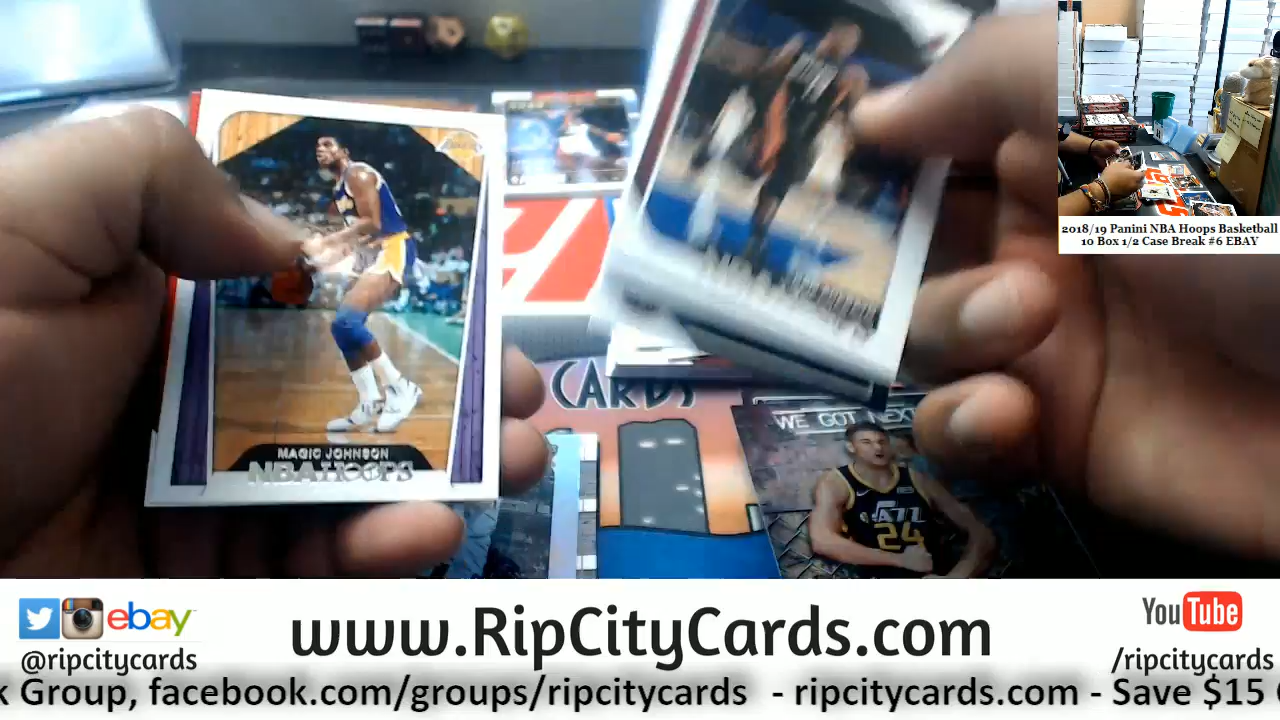 2018/19 Panini NBA Hoops Basketball
10 Box 1/2 Case Break #6 EBAY
MAGIC JOHNSON
NBA HOOPS
CARDS
WE GOT NEXT
24
ebay
www.RipCityCards.com
YouTube
@ripcitycards
/ripcitycards
k Group, facebook.com/groups/ripcitycards - ripcitycards.com - Save $15